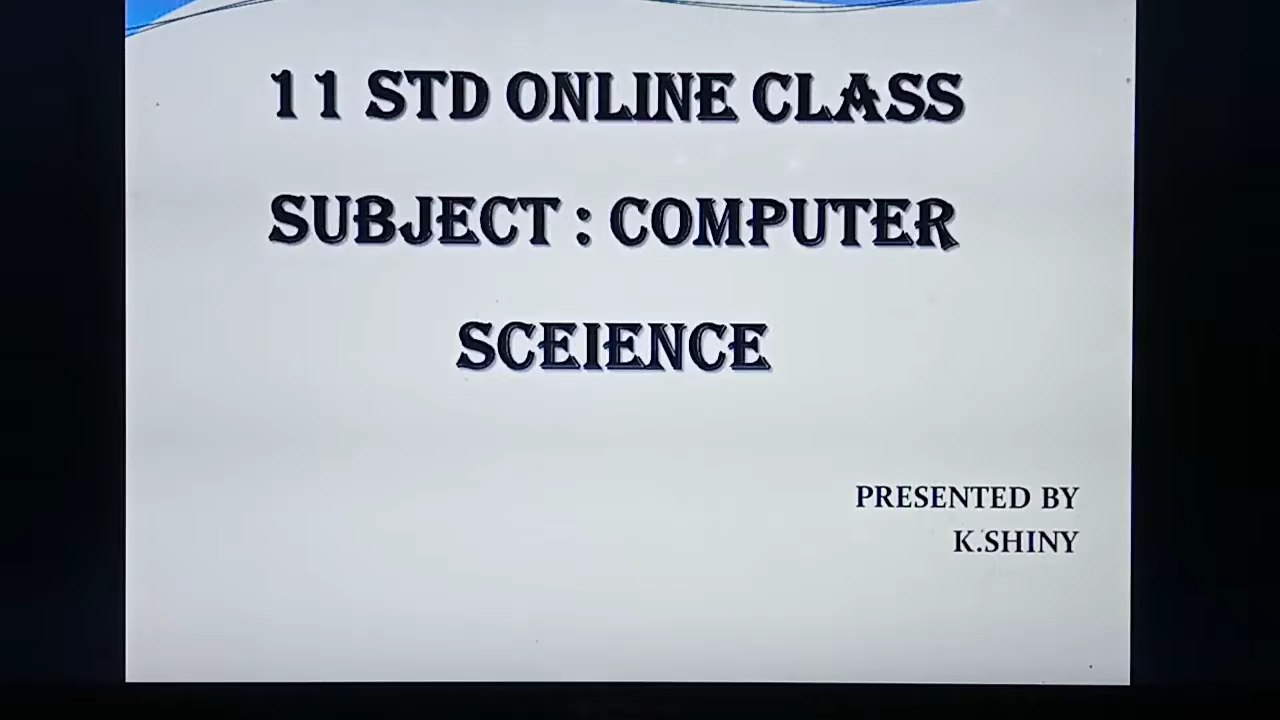 11 STD ONLINE CLASS
SUBJECT : COMPUTER
SCEIENCE
PRESENTED BY
K.SHINY